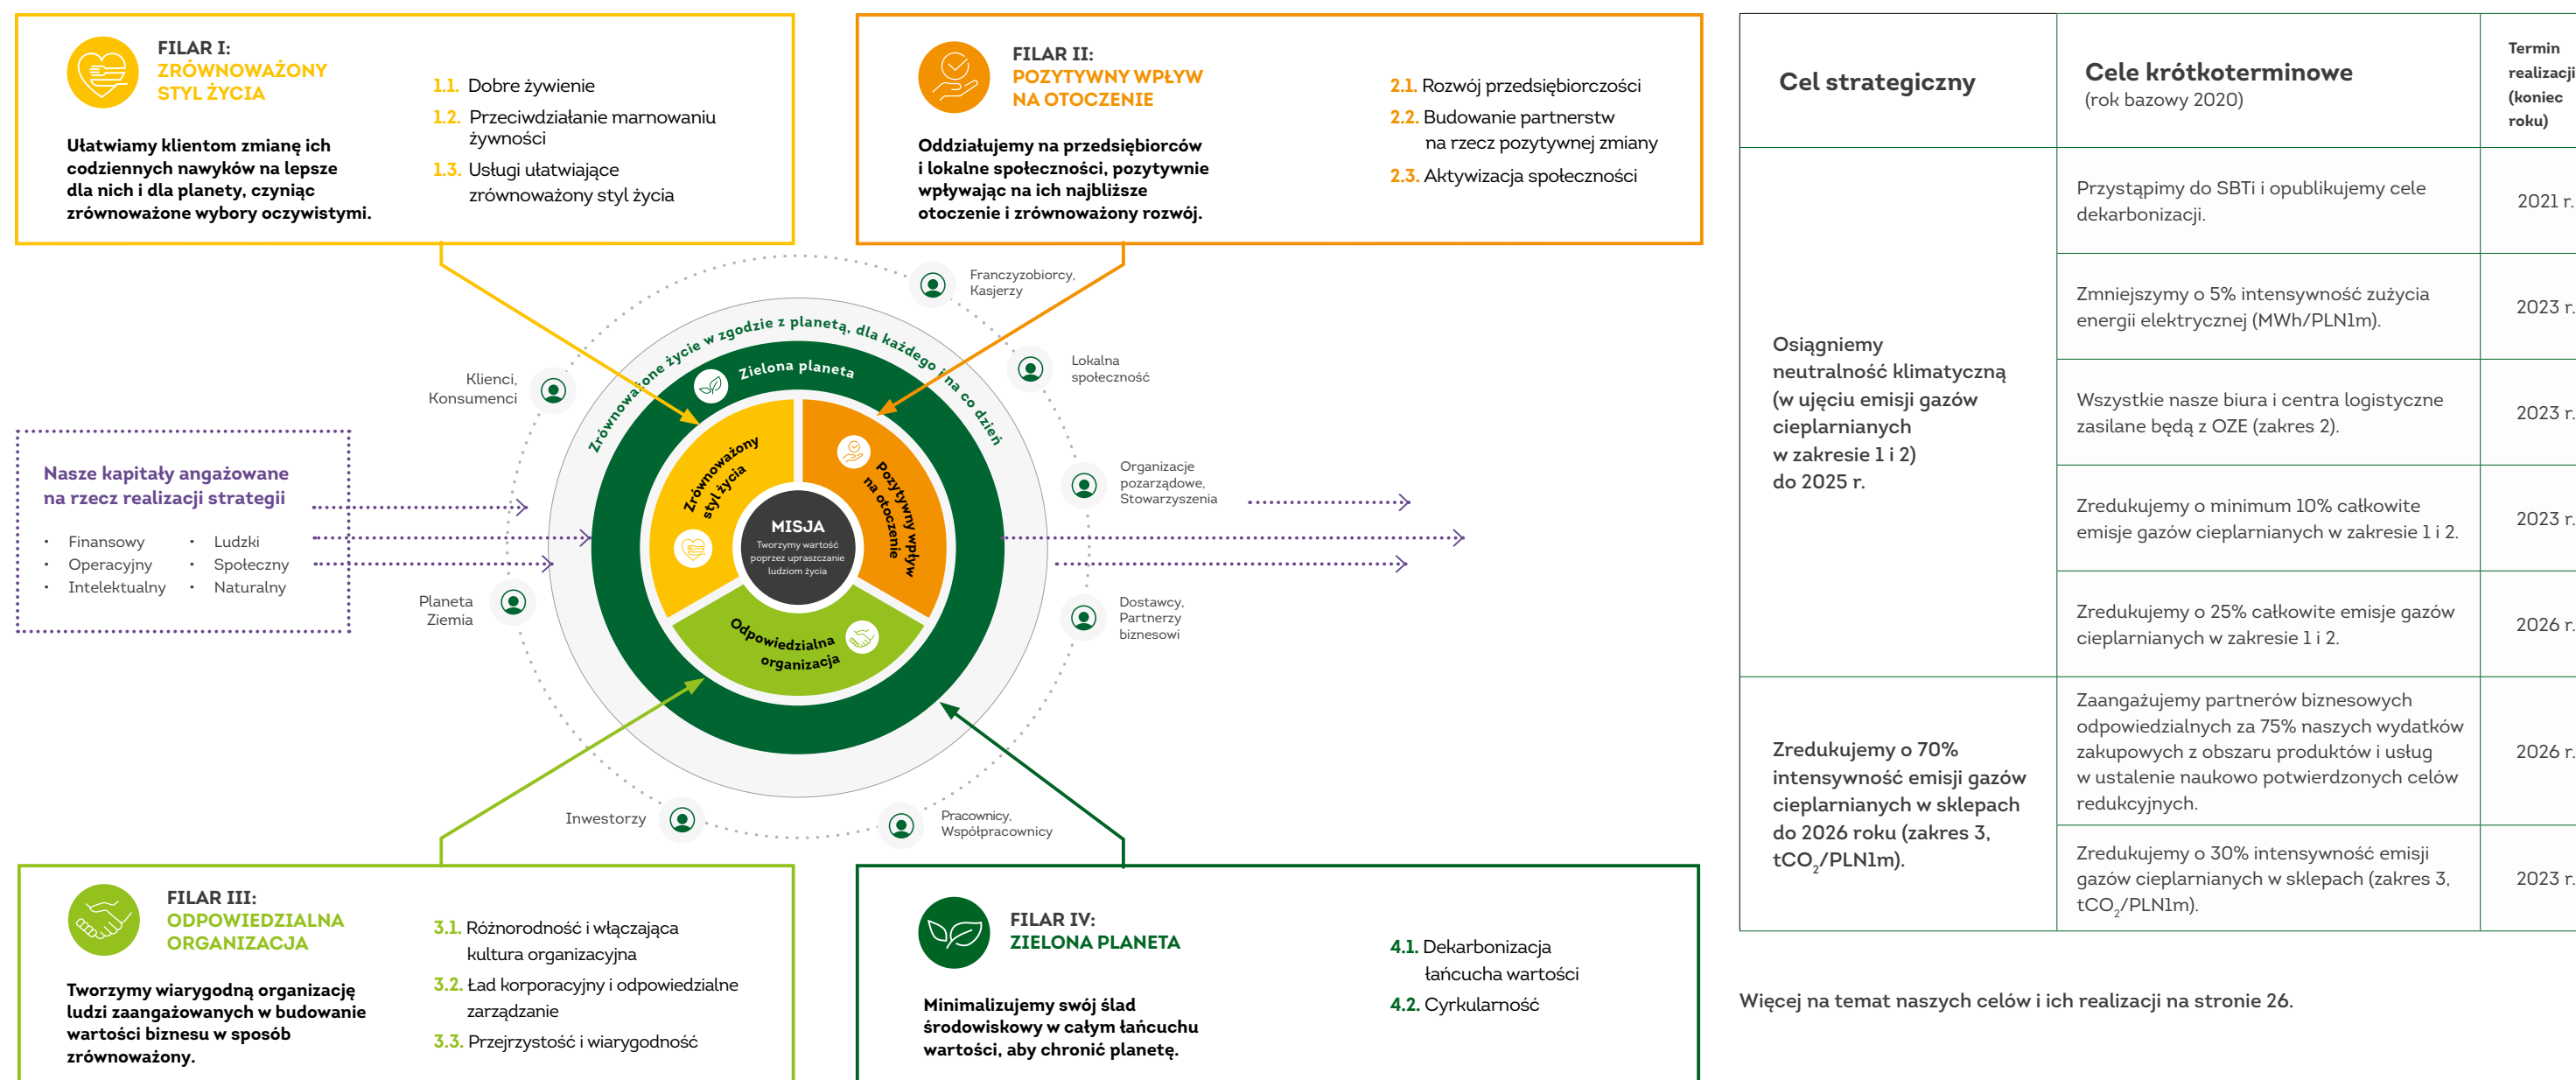 FILAR I:
ZRÓWNOWAŻONY
STYL ŻYCIA
Ułatwiamy klientom zmianę ich
codziennych nawyków na lepsze
dla nich i dla planety, czyniąc
zrównoważone wybory oczywistymi.
1.1. Dobre żywienie
1.2. Przeciwdziałanie marnowaniu
żywności
1.3. Usługi ułatwiające
zrównoważony styl życia
FILAR II:
POZYTYWNY WPŁYW
NA OTOCZENIE
Oddziałujemy na przedsiębiorców
i lokalne społeczności, pozytywnie
wpływając na ich najbliższe
otoczenie i zrównoważony rozwój.
2.1. Rozwój przedsiębiorczości
2.2. Budowanie partnerstw
na rzecz pozytywnej zmiany
2.3. Aktywizacja społeczności
Franczyzobiorcy,
Kasjerzy
Lokalna
społeczność
Klienci,
Konsumenci
Organizacje
pozarządowe,
Stowarzyszenia
Planeta
Ziemia
Dostawcy,
Partnerzy
biznesowi
Inwestorzy
Pracownicy,
Współpracownicy
Zrównoważone życie w zgodzie z planetą, dla każdego i na co dzień
Zielona planeta
Zrównoważony
styl życia
Pozytywny wpływ
na otoczenie
Odpowiedzialna
organizacja
MISJA
Tworzymy wartość
poprzez upraszczanie
ludziom życia
Nasze kapitały angażowane
na rzecz realizacji strategii
• Finansowy
• Operacyjny
• Intelektualny
• Ludzki
• Społeczny
• Naturalny
FILAR III:
ODPOWIEDZIALNA
ORGANIZACJA
Tworzymy wiarygodną organizację
ludzi zaangażowanych w budowanie
wartości biznesu w sposób
zrównoważony.
3.1. Różnorodność i włączająca
kultura organizacyjna
3.2. Ład korporacyjny i odpowiedzialne
zarządzanie
3.3. Przejrzystość i wiarygodność
FILAR IV:
ZIELONA PLANETA
Minimalizujemy swój ślad
środowiskowy w całym łańcuchu
wartości, aby chronić planetę.
4.1. Dekarbonizacja
łańcucha wartości
4.2. Cyrkularność
Cel strategiczny
Cele krótkoterminowe
(rok bazowy 2020)
Termin
realizacji
(koniec
roku)
Osiągniemy
neutralność klimatyczną
(w ujęciu emisji gazów
cieplarnianych
w zakresie 1 i 2)
do 2025 r.
Przystąpimy do SBTi i opublikujemy cele
dekarbonizacji.
2021 r.
Zmniejszymy o 5% intensywność zużycia
energii elektrycznej (MWh/PLN1m).
2023 r.
Wszystkie nasze biura i centra logistyczne
zasilane będą z OZE (zakres 2).
2023 r.
Zredukujemy o minimum 10% całkowite
emisje gazów cieplarnianych w zakresie 1 i 2.
2023 r.
Zredukujemy o 25% całkowite emisje gazów
cieplarnianych w zakresie 1 i 2.
2026 r.
Zredukujemy o 70%
intensywność emisji gazów
cieplarnianych w sklepach
do 2026 roku (zakres 3,
tCO₂/PLN1m).
Zaangażujemy partnerów biznesowych
odpowiedzialnych za 75% naszych wydatków
zakupowych z obszaru produktów i usług
w ustalenie naukowo potwierdzonych celów
redukcyjnych.
2026 r.
Zredukujemy o 30% intensywność emisji
gazów cieplarnianych w sklepach (zakres 3,
tCO₂/PLN1m).
2023 r.
Więcej na temat naszych celów i ich realizacji na stronie 26.